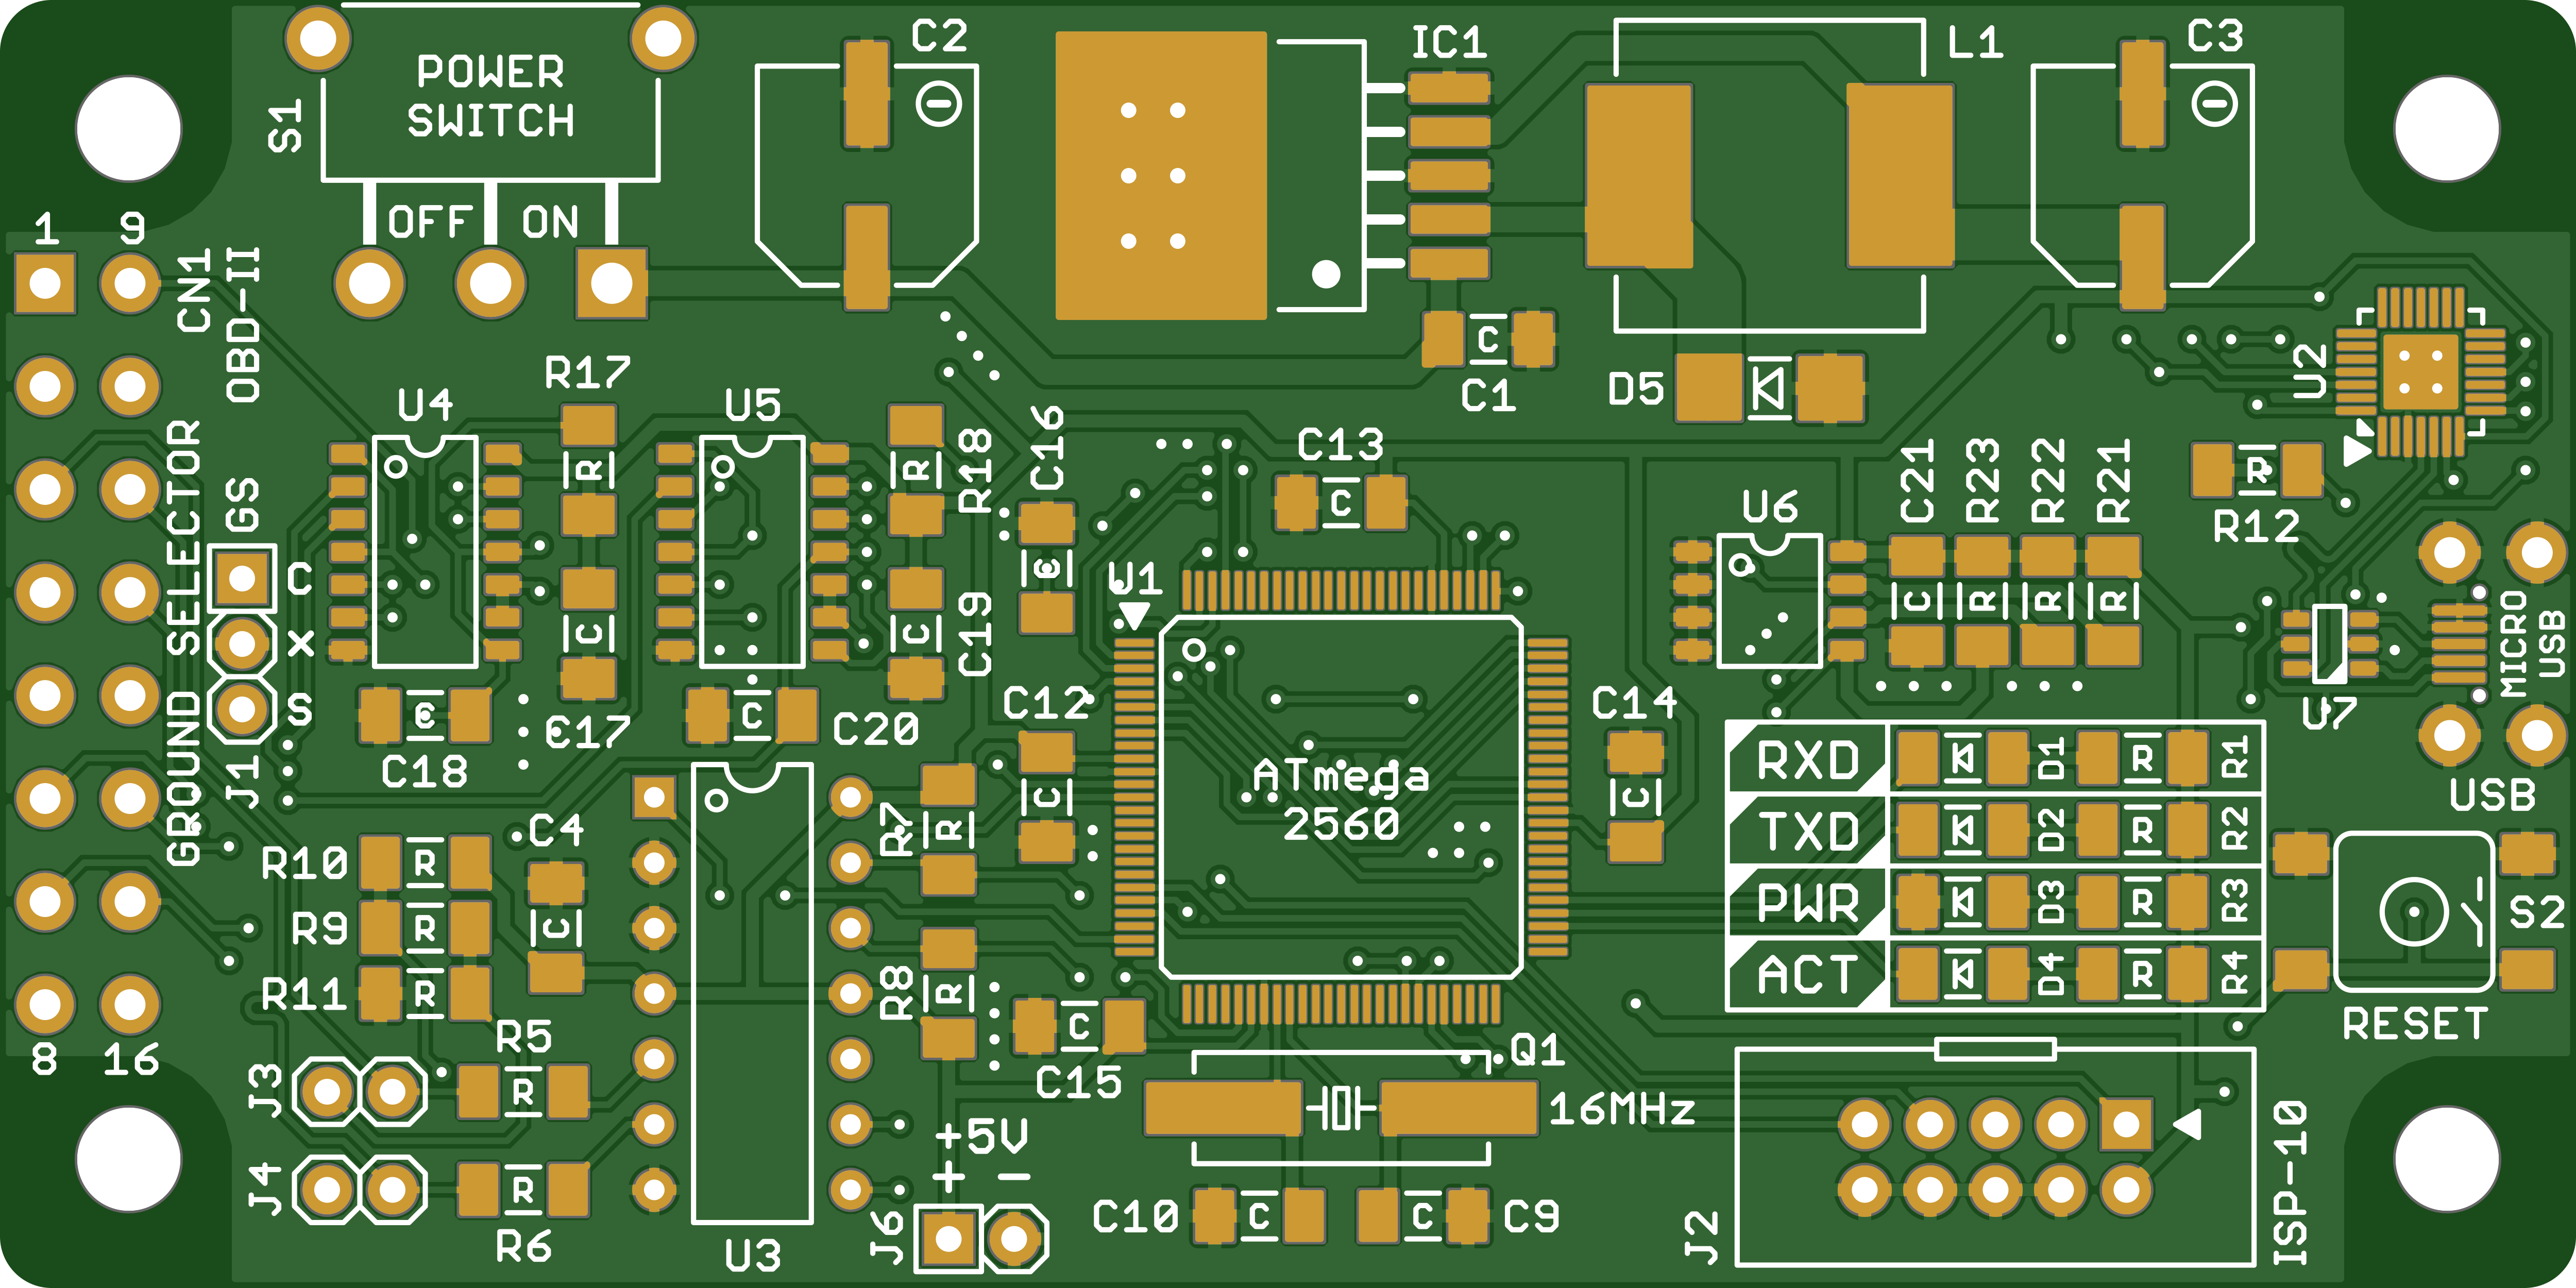 C2
IC1
L1
C3
POWER
SWITCH
S1
OFF ON
1 9
CN1
OBD-II
U2
R17
D5
C1
U4
U5
R
R
R18
C16
C13
C
C
C21
R23
R22
R21
R
R12
GS
GROUND SELECTOR
U6
C
X
S
J1
C
C
C19
C
U1
C
R
R
R
MICRO
USB
U7
C
C18
C17
C
C20
C12
C14
ATmega
2560
RXD D1 R R1
TXD D2 R R2
PWR D3 R R3
ACT D4 R R4
USB
C4
C
R10 R
R9 R
R11 R
R7
R
C
C
S2
RESET
R8
R
C
C15
8 16
R5
J3
R
Q1
16MHz
+5V
+ −
J4
R
R6
U3
J6
C10 C
C C9
J2
ISP-10